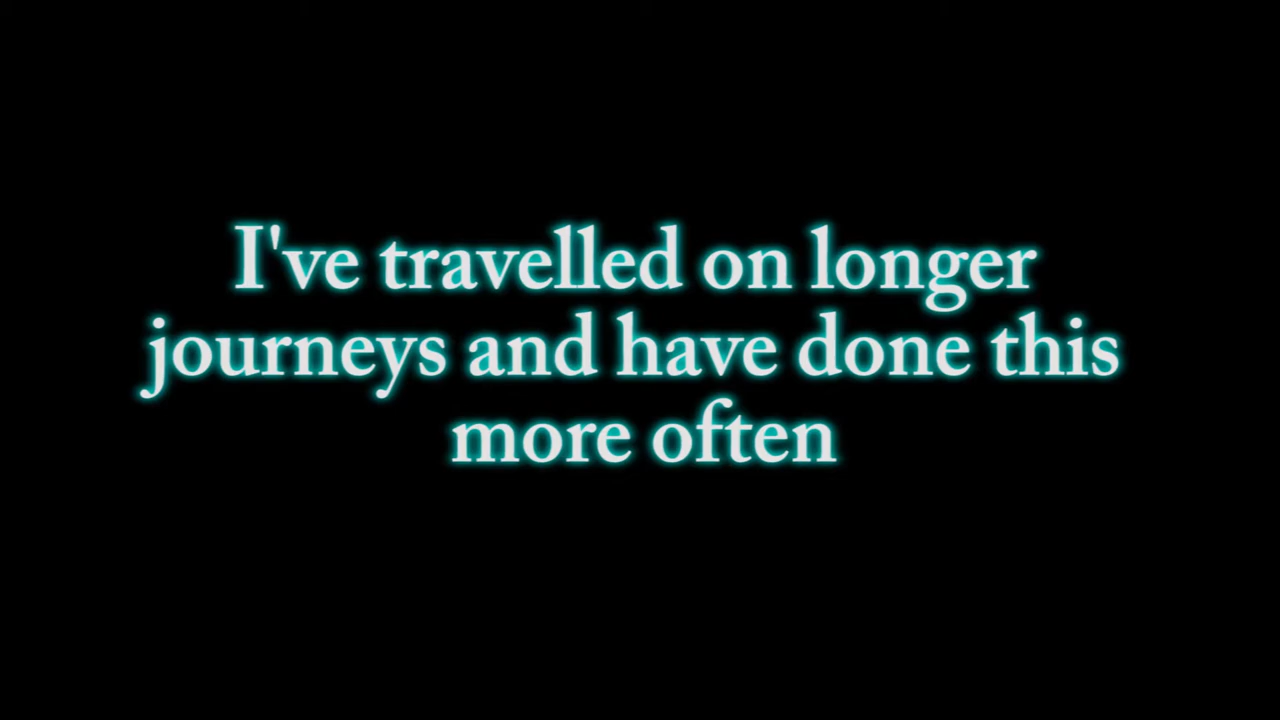 I've travelled on longer
journeys and have done this
more often